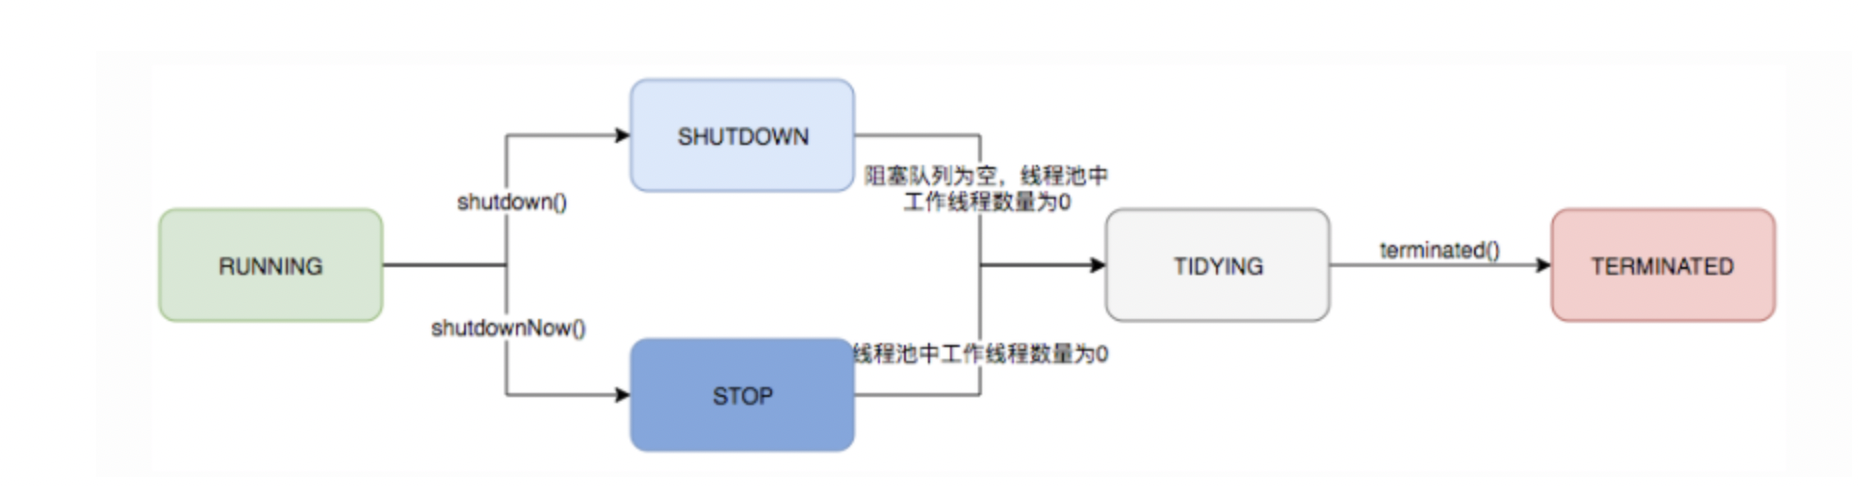 SHUTDOWN
阻塞队列为空，线程池中
工作线程数量为0
shutdown()
RUNNING
TIDYING
terminated()
TERMINATED
shutdownNow()
线程池中工作线程数量为0
STOP